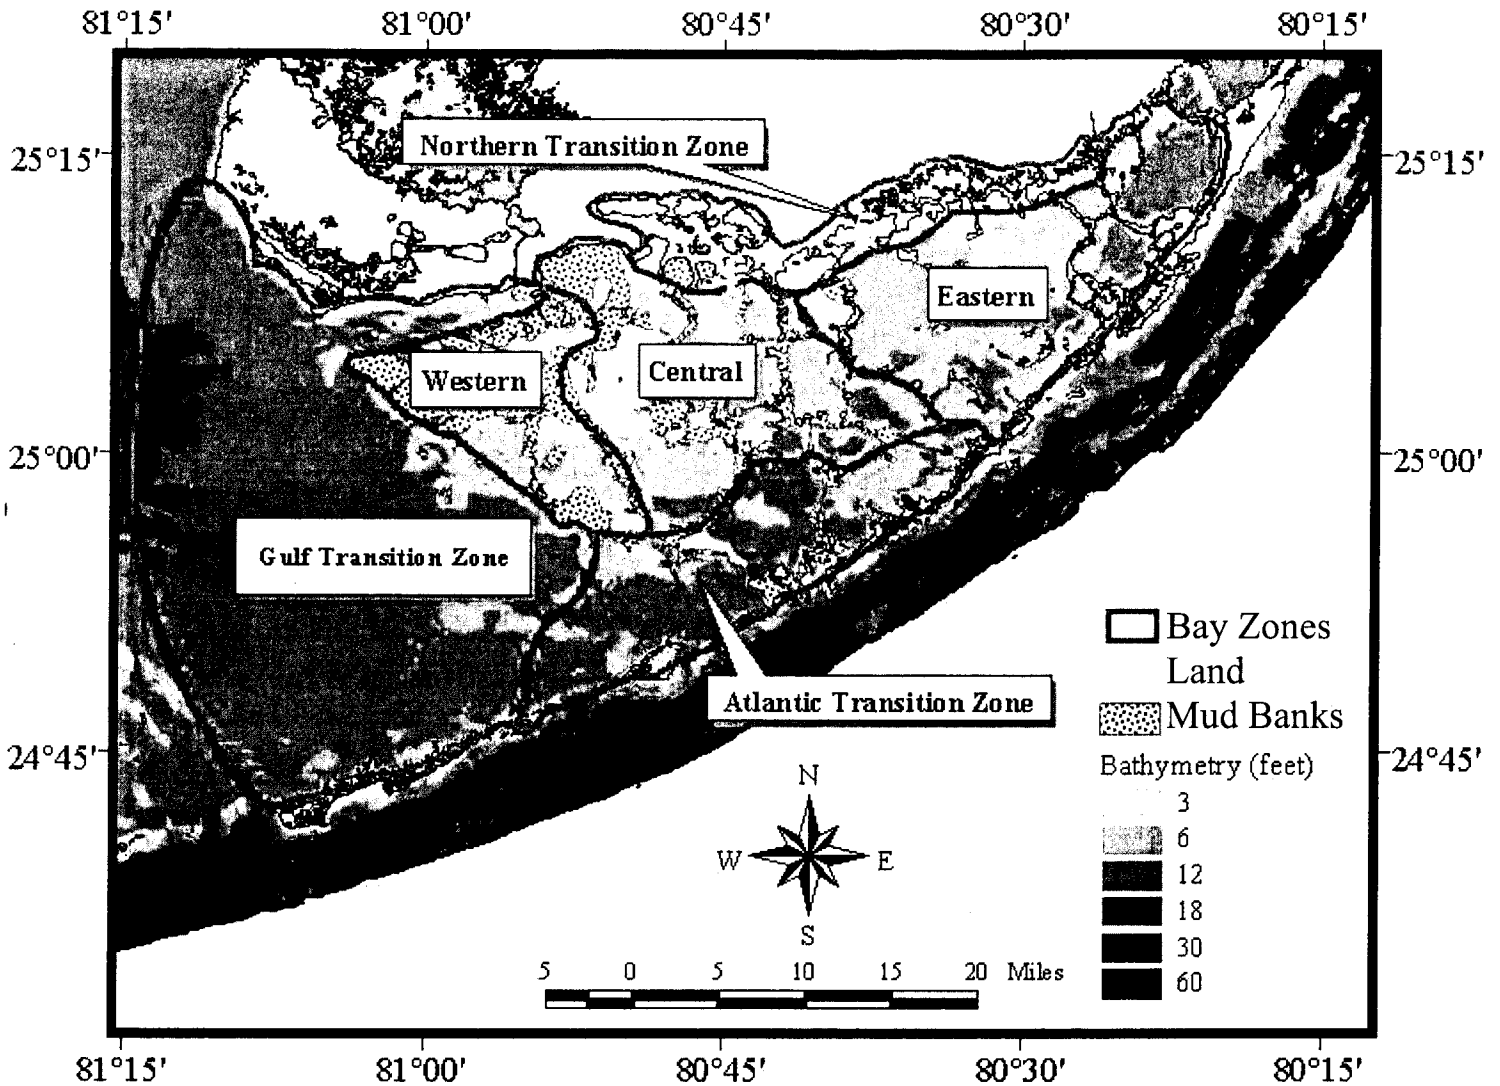 81°15' 81°00' 80°45' 80°30' 80°15'
25°15' 25°15'
Northern Transition Zone
Eastern
Central
Western
25°00' 25°00'
Gulf Transition Zone
Bay Zones
Land
Atlantic Transition Zone
Mud Banks
24°45' 24°45'
Bathymetry (feet)
N
3
6
W E
12
18
S
30
5 0 5 10 15 20 Miles
60
81°15' 81°00' 80°45' 80°30' 80°15'